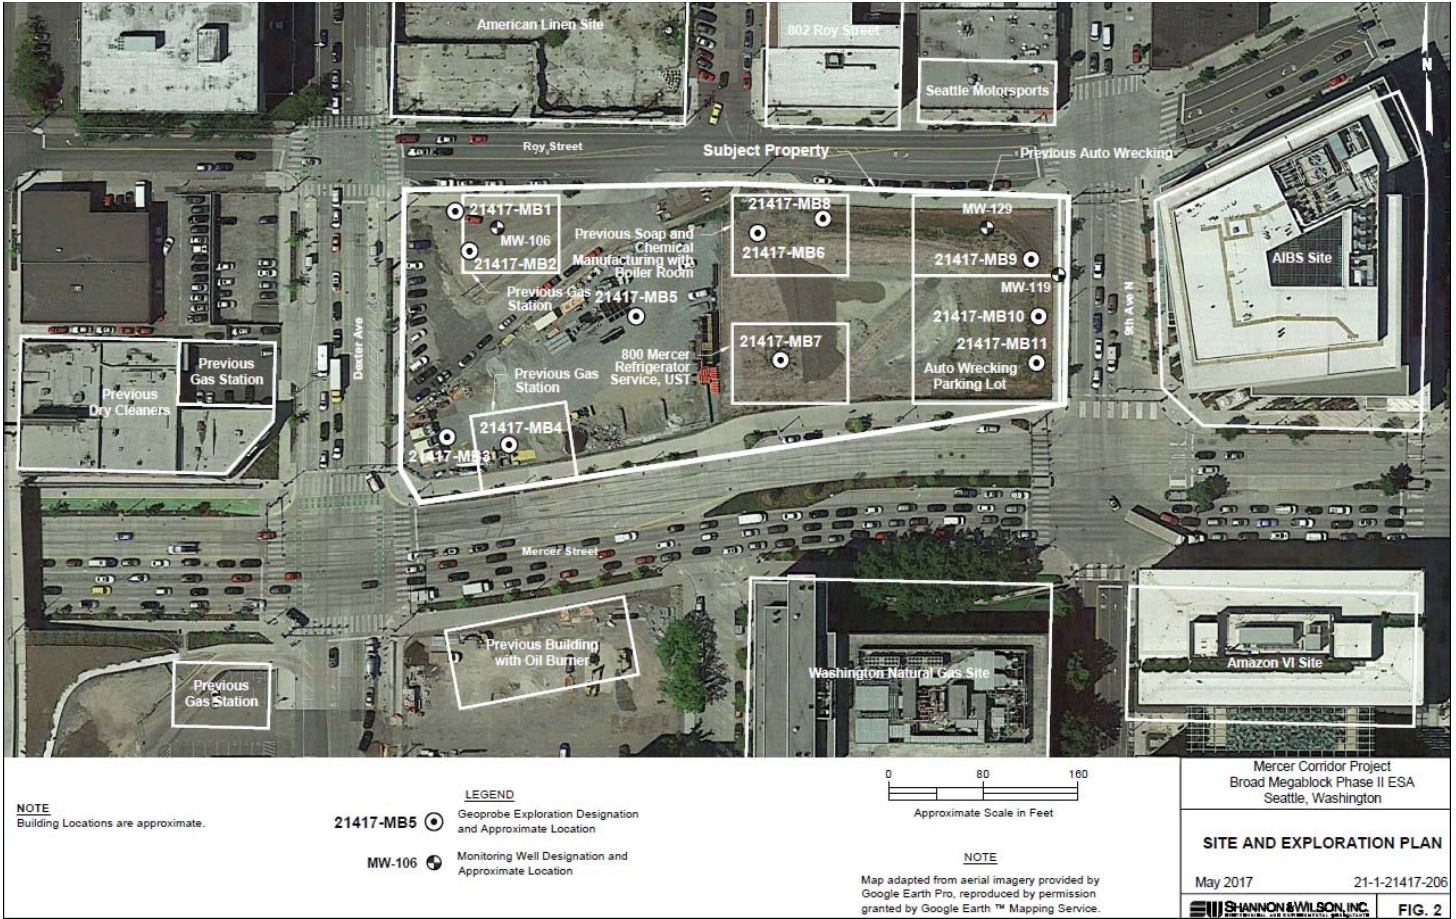 American Linen Site
802 Roy Street
Seattle Motorsports
N
Roy Street
Subject Property
Previous Auto Wrecking
21417-MB1
MW-106
21417-MB2
Previous Gas
Station
Previous Soap and
Chemical
Manufacturing with
Boiler Room
21417-MB5
21417-MB8
21417-MB6
MW-129
21417-MB9
MW-119
21417-MB10
21417-MB11
Auto Wrecking
Parking Lot
AIBS Site
9th Ave N
Dexter Ave
Previous
Gas Station
Previous
Dry Cleaners
800 Mercer
Refrigerator
Service, UST
21417-MB7
Previous Gas
Station
21417-MB4
21417-MB3
Mercer Street
Previous Building
with Oil Burner
Previous
Gas Station
Washington Natural Gas Site
Amazon VI Site
NOTE
Building Locations are approximate.
LEGEND
21417-MB5
Geoprobe Exploration Designation
and Approximate Location
MW-106
Monitoring Well Designation and
Approximate Location
0 80 160
Approximate Scale in Feet
NOTE
Map adapted from aerial imagery provided by
Google Earth Pro, reproduced by permission
granted by Google Earth ™ Mapping Service.
Mercer Corridor Project
Broad Megablock Phase II ESA
Seattle, Washington
SITE AND EXPLORATION PLAN
May 2017 21-1-21417-206
SHANNON & WILSON, INC.
FIG. 2